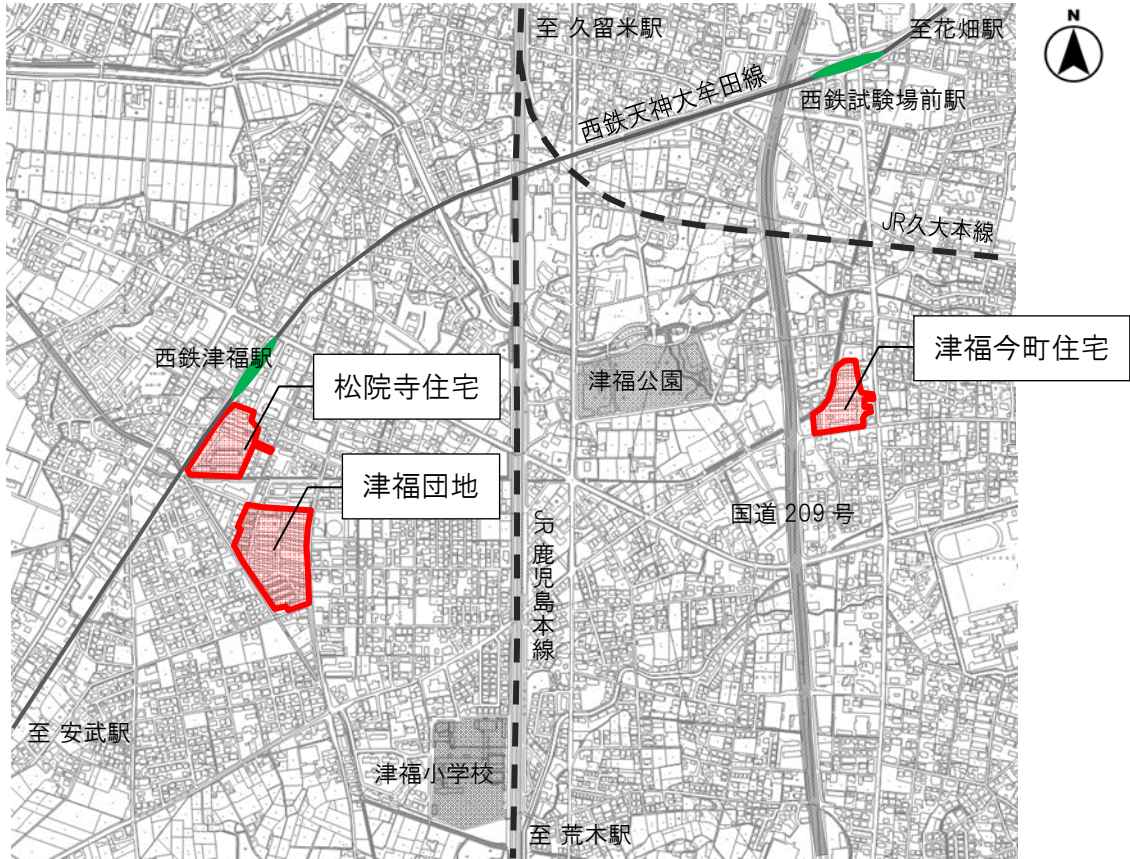 N
至 久留米駅
至花畑駅
西鉄天神大牟田線
西鉄試験場前駅
JR久大本線
西鉄津福駅
松院寺住宅
津福公園
津福今町住宅
津福団地
国道 209 号
JR 鹿児島本線
至 安武駅
津福小学校
至 荒木駅